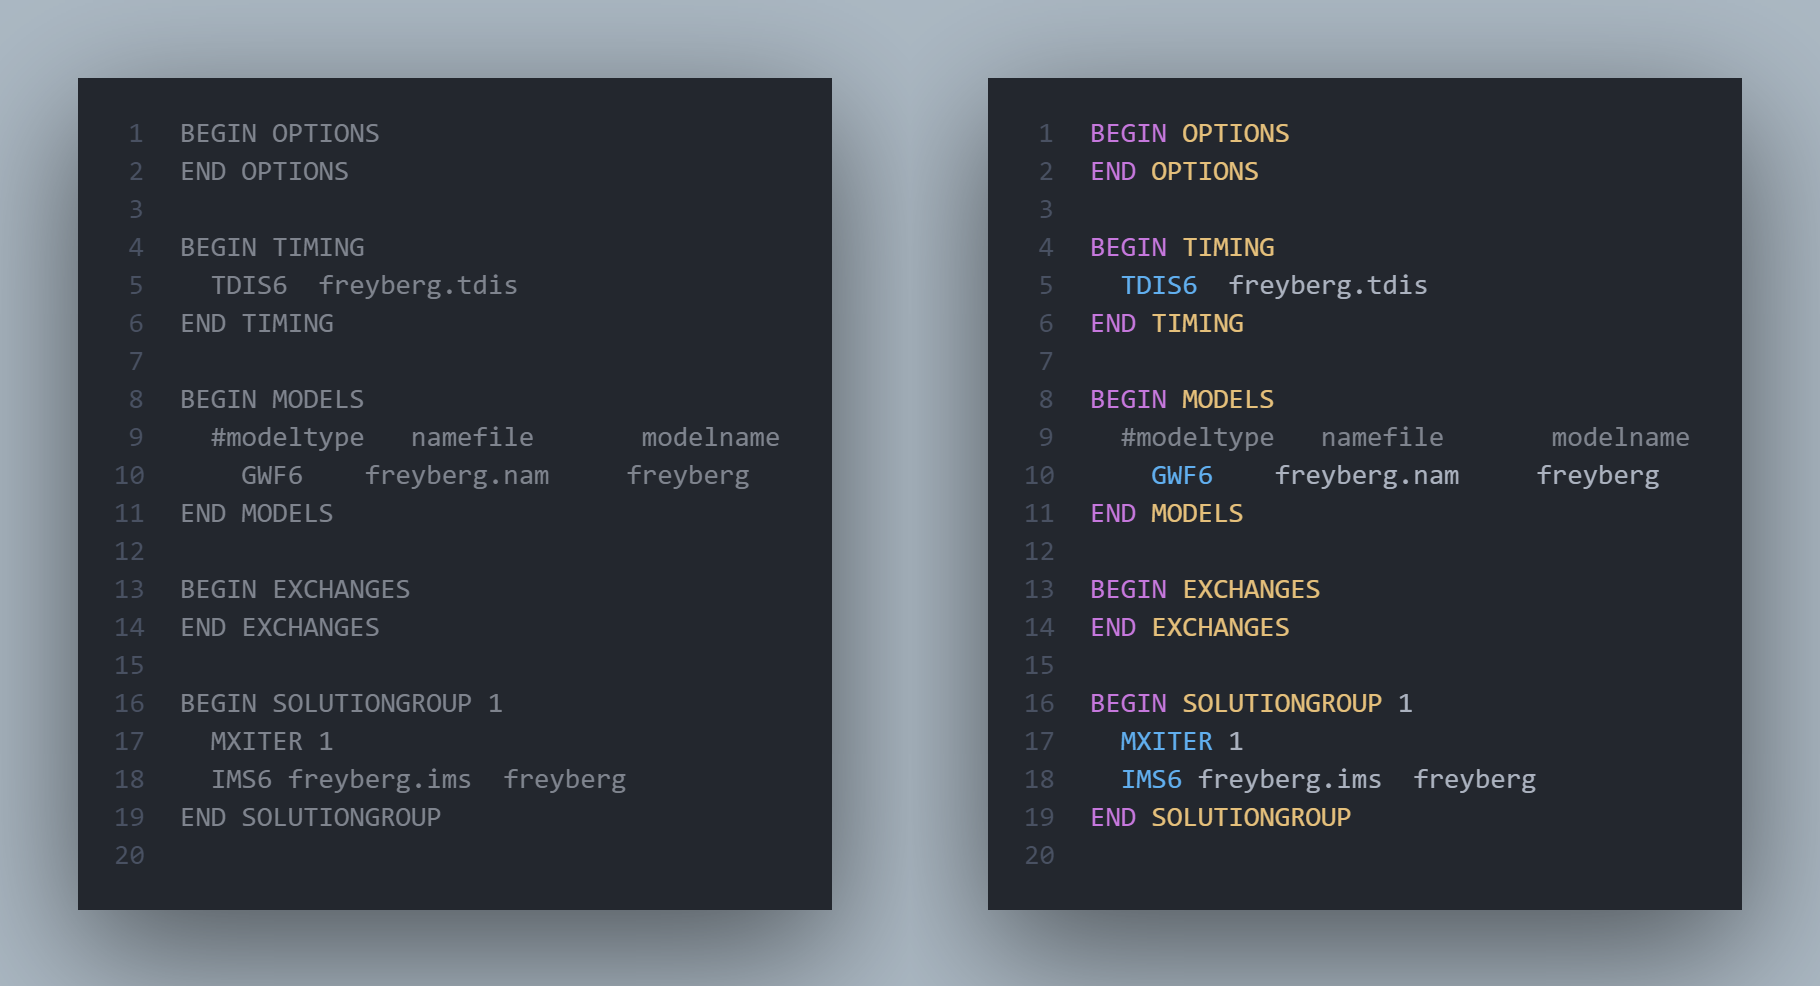 1 BEGIN OPTIONS
2 END OPTIONS
3
4 BEGIN TIMING
5   TDIS6  freyberg.tdis
6 END TIMING
7
8 BEGIN MODELS
9   #modeltype   namefile       modelname
10     GWF6    freyberg.nam     freyberg
11 END MODELS
12
13 BEGIN EXCHANGES
14 END EXCHANGES
15
16 BEGIN SOLUTIONGROUP 1
17   MXITER 1
18   IMS6 freyberg.ims  freyberg
19 END SOLUTIONGROUP
20
1 BEGIN OPTIONS
2 END OPTIONS
3
4 BEGIN TIMING
5   TDIS6  freyberg.tdis
6 END TIMING
7
8 BEGIN MODELS
9   #modeltype   namefile       modelname
10     GWF6    freyberg.nam     freyberg
11 END MODELS
12
13 BEGIN EXCHANGES
14 END EXCHANGES
15
16 BEGIN SOLUTIONGROUP 1
17   MXITER 1
18   IMS6 freyberg.ims  freyberg
19 END SOLUTIONGROUP
20